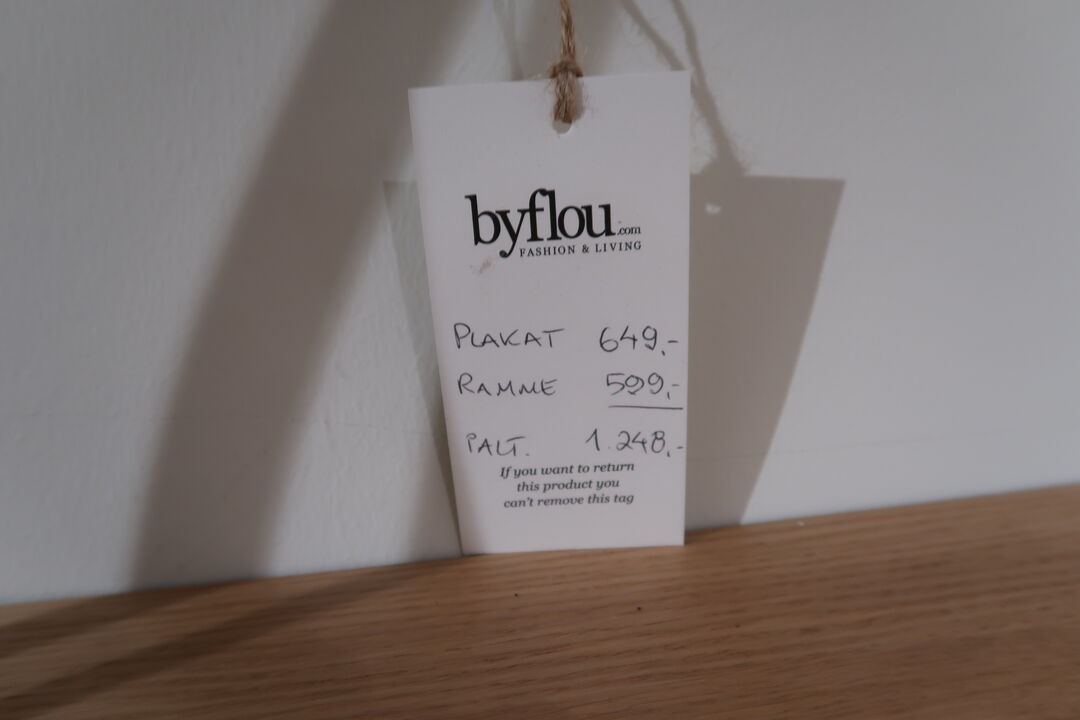 byflou.com
FASHION & LIVING
PLAKAT 649,-
RAMME 599,-
IALT. 1.248,-
If you want to return
this product you
can't remove this tag